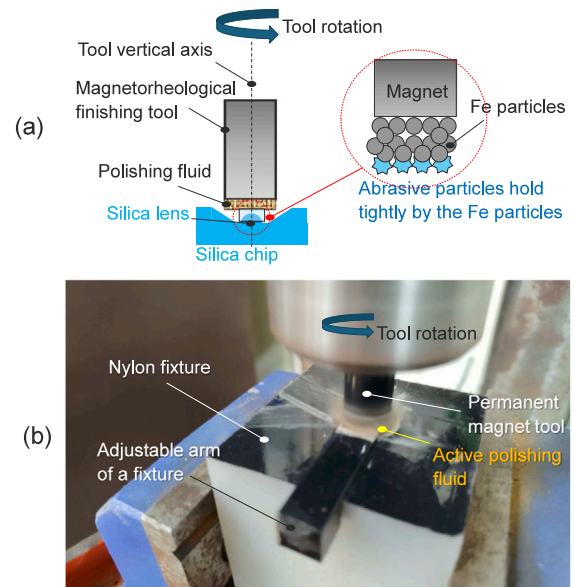 Tool rotation
Tool vertical axis
Magnetorheological
finishing tool
Magnet
Fe particles
(a)
Polishing fluid
Abrasive particles hold
tightly by the Fe particles
Silica lens
Silica chip
Tool rotation
Nylon fixture
Permanent
magnet tool
(b)
Adjustable arm
of a fixture
Active polishing
fluid